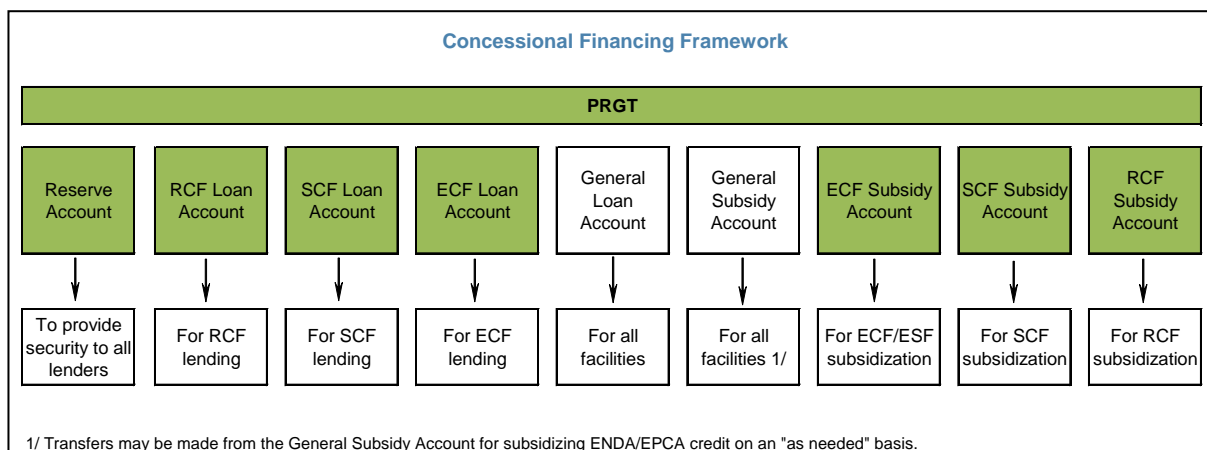 Concessional Financing Framework
PRGT
Reserve
Account
RCF Loan
Account
SCF Loan
Account
ECF Loan
Account
General
Loan
Account
General
Subsidy
Account
ECF Subsidy
Account
SCF Subsidy
Account
RCF
Subsidy
Account
To provide
security to all
lenders
For RCF
lending
For SCF
lending
For ECF
lending
For all
facilities
For all
facilities 1/
For ECF/ESF
subsidization
For SCF
subsidization
For RCF
subsidization
1/ Transfers may be made from the General Subsidy Account for subsidizing ENDA/EPCA credit on an "as needed" basis.